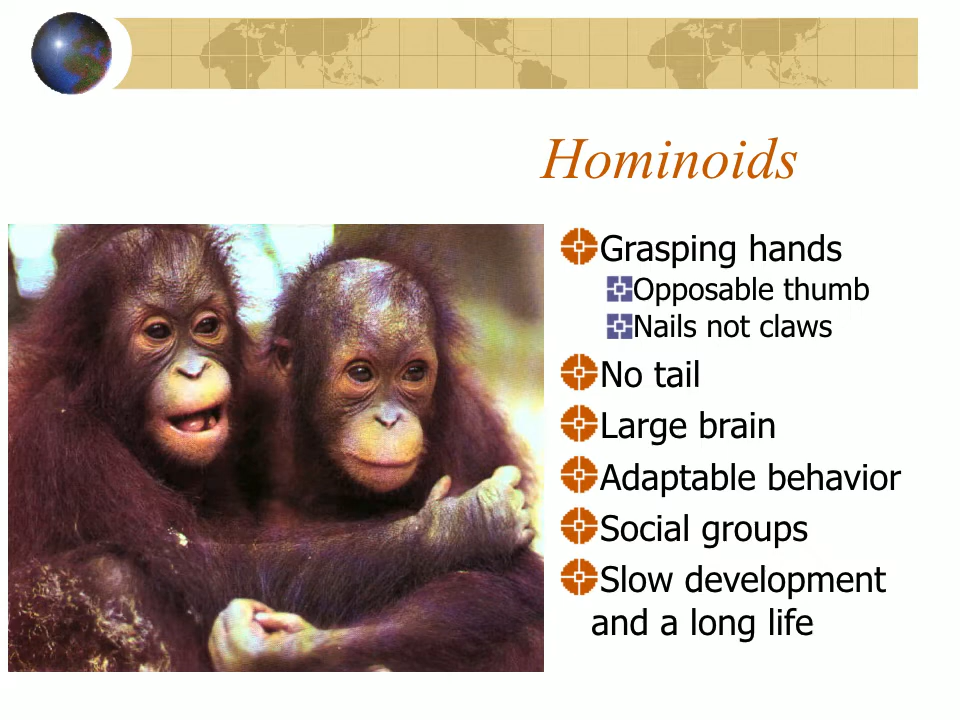 Hominoids
Grasping hands
Opposable thumb
Nails not claws
No tail
Large brain
Adaptable behavior
Social groups
Slow development
and a long life